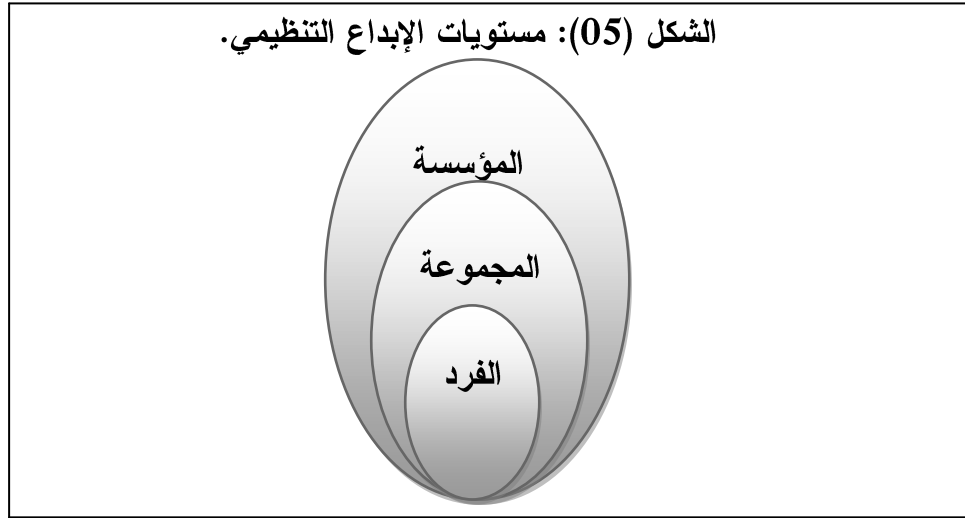 الشكل (05): مستويات الإبداع التنظيمي.
المؤسسة
المجموعة
الفرد